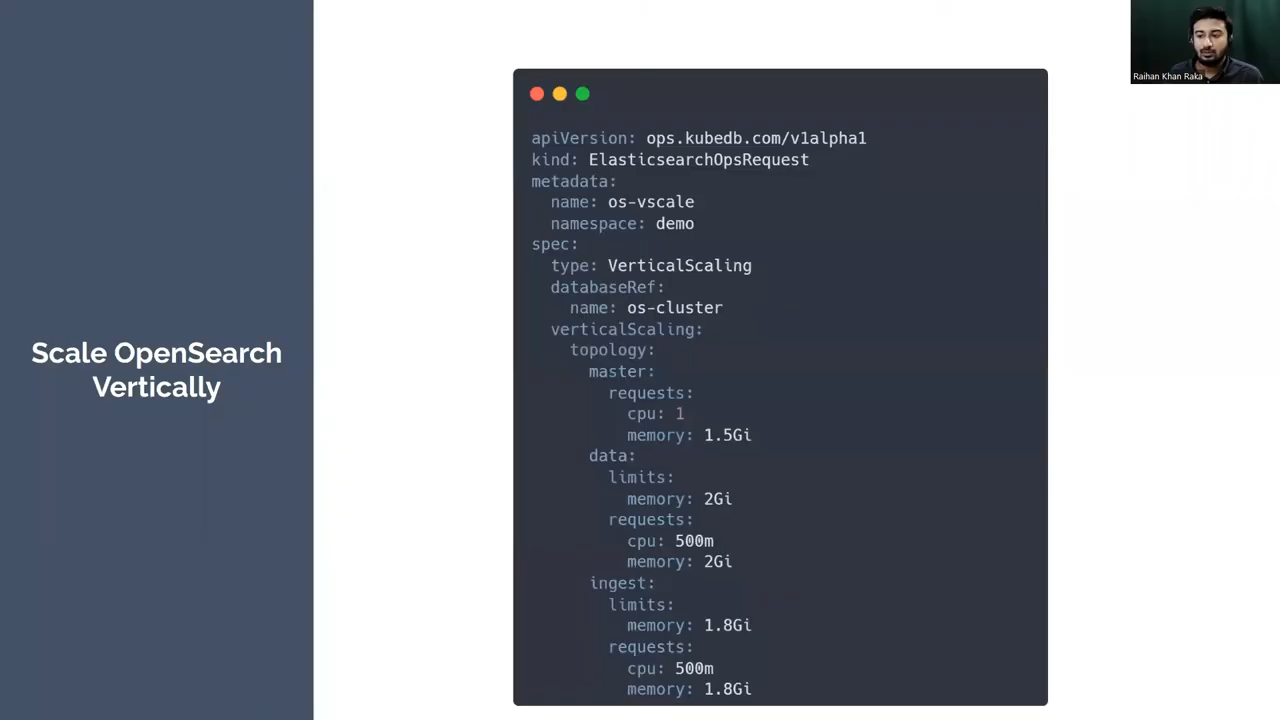 Scale OpenSearch
Vertically
apiVersion: ops.kubedb.com/v1alpha1
kind: ElasticsearchOpsRequest
metadata:
  name: os-vscale
  namespace: demo
spec:
  type: VerticalScaling
  databaseRef:
    name: os-cluster
  verticalScaling:
    topology:
      master:
        requests:
          cpu: 1
          memory: 1.5Gi
      data:
        limits:
          memory: 2Gi
        requests:
          cpu: 500m
          memory: 2Gi
      ingest:
        limits:
          memory: 1.8Gi
        requests:
          cpu: 500m
          memory: 1.8Gi
Raihan Khan Raka